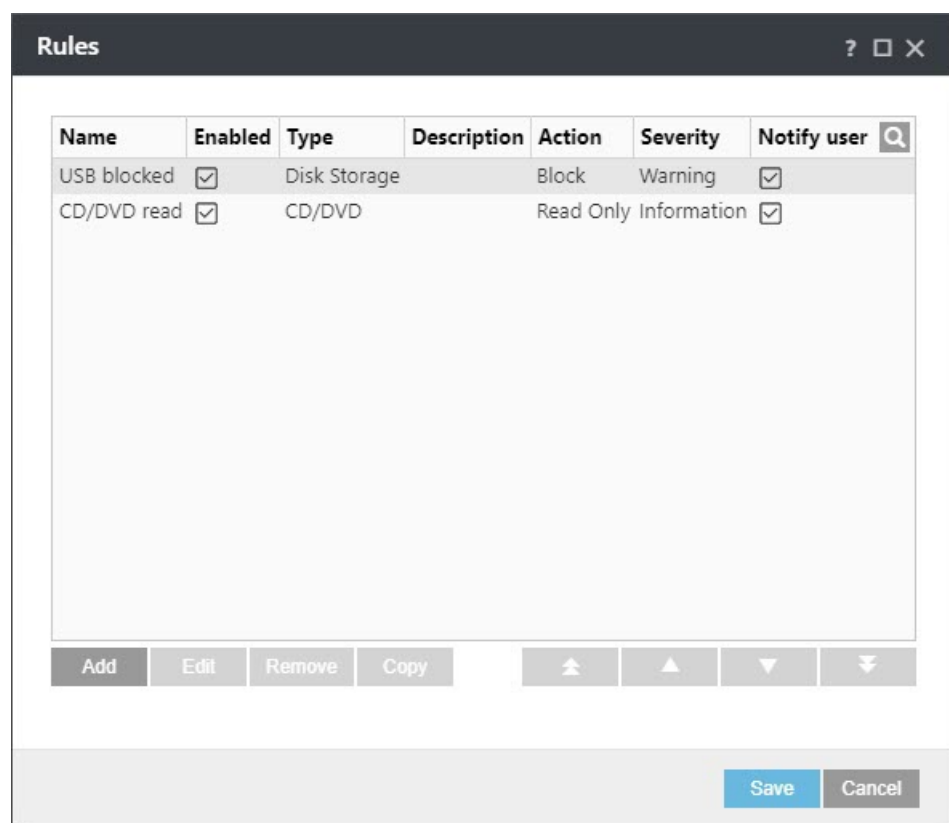 Rules ?
Name Enabled Type Description Action Severity Notify user
USB blocked Disk Storage Block Warning
CD/DVD read CD/DVD Read Only Information
Add Edit Remove Copy
Save Cancel